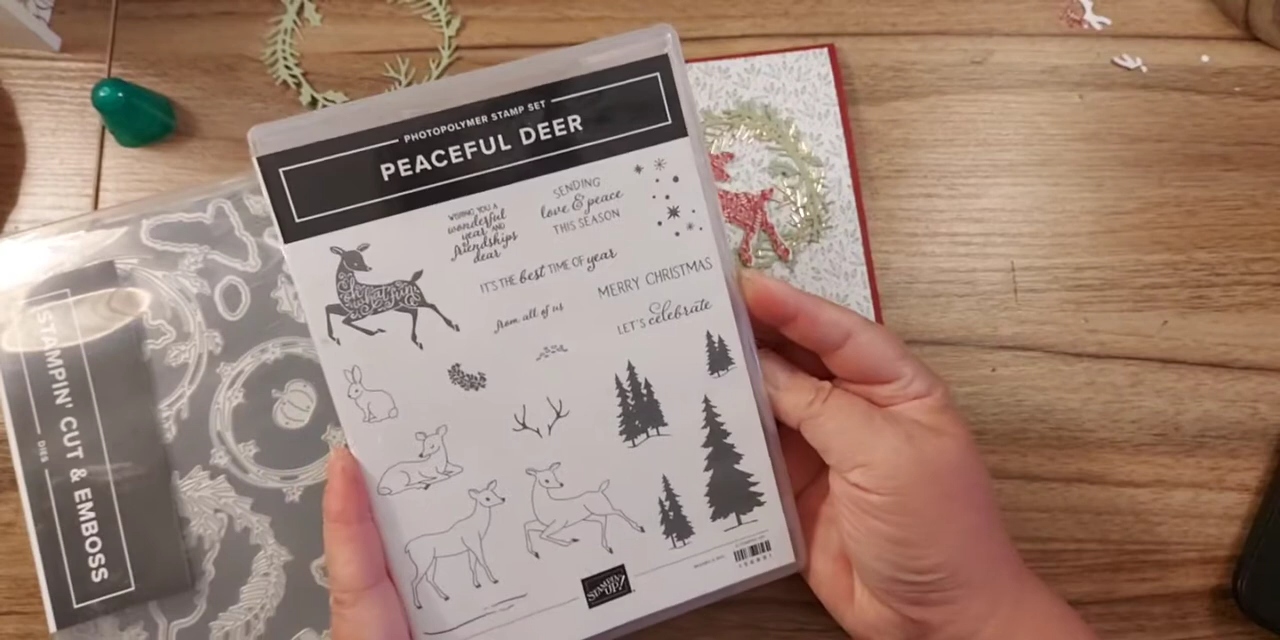 PHOTOPOLYMER STAMP SET
PEACEFUL DEER
WISHING YOU A
wonderful
year AND
friendships
dear
SENDING
love & peace
THIS SEASON
IT'S THE best TIME OF year
MERRY CHRISTMAS
from all of us
LET'S celebrate
STAMPIN' UP!
STAMPIN' CUT & EMBOSS
DIES